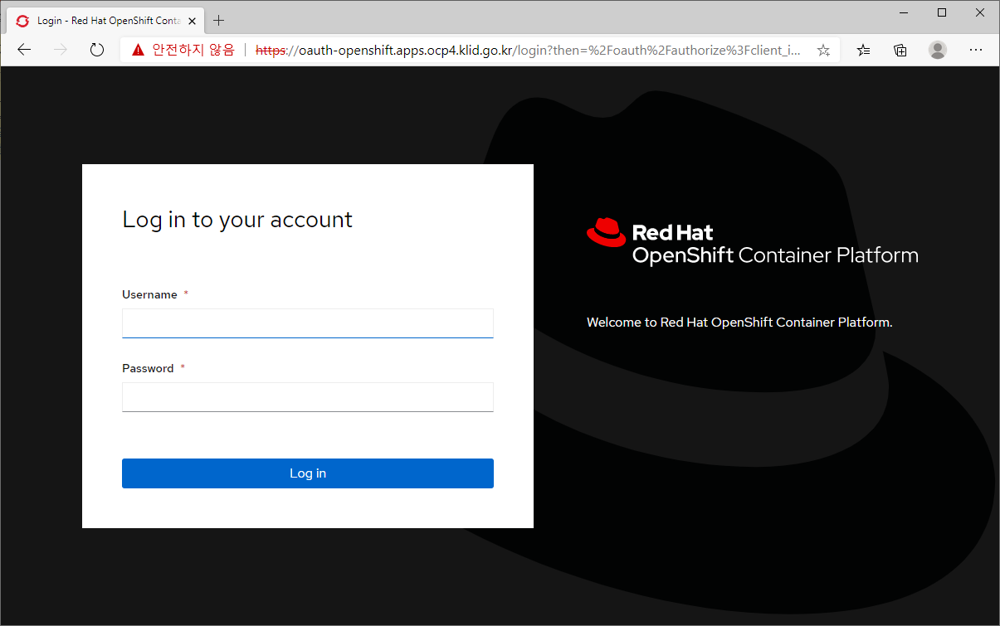 Login - Red Hat OpenShift Conta
안전하지 않음 | https://oauth-openshift.apps.ocp4.klid.go.kr/login?then=%2Foauth%2Fauthorize%3Fclient_i...
Log in to your account
Username *
Password *
Log in
Red Hat
OpenShift Container Platform
Welcome to Red Hat OpenShift Container Platform.